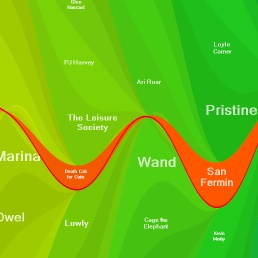 Glen
Hansard
Loyle
Carner
PJ Harvey
Ari Roar
Pristine
The Leisure
Society
Marina
Wand
Death Cab
for Cutie
San
Fermin
Owel
Lowly
Cage the
Elephant
Kevin
Morby